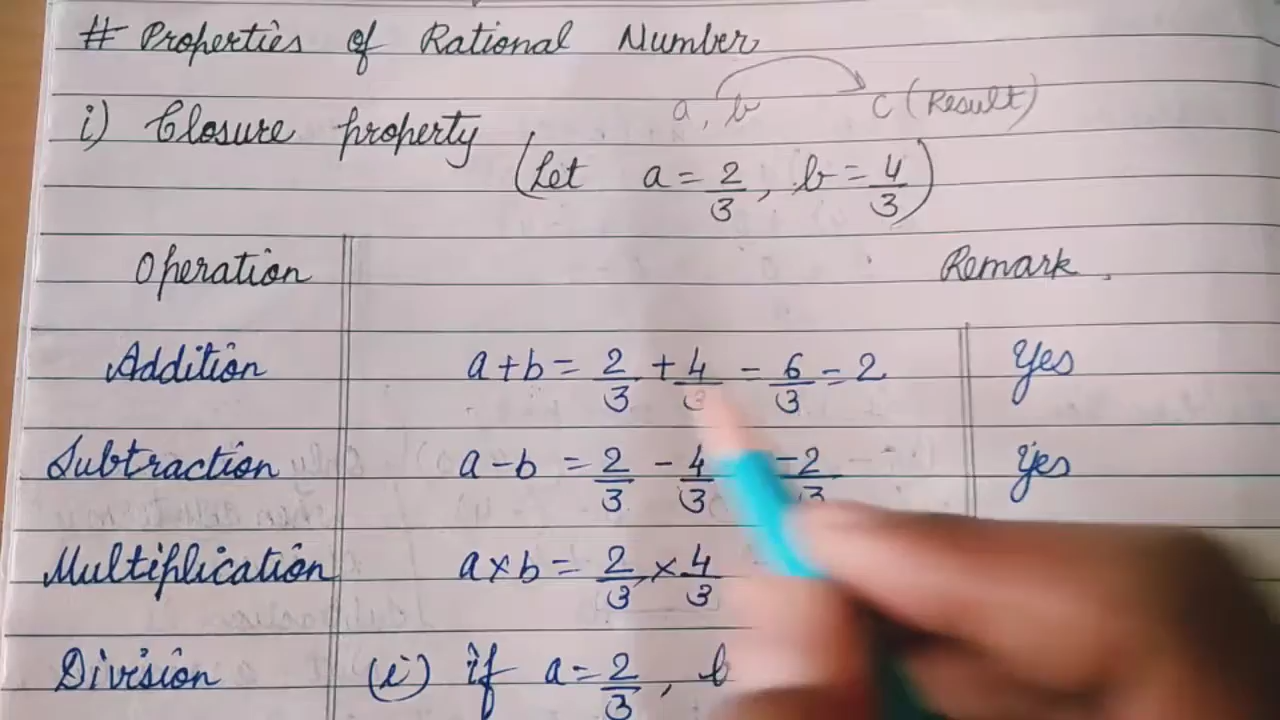 # Properties of Rational Number
a, b c (Result)
i) Closure property
(Let a = 2/3, b = 4/3)
Operation Remark.
Addition a+b = 2/3 + 4/3 = 6/3 = 2 Yes
Subtraction a-b = 2/3 - 4/3 -2/3 Yes
Multiplication a×b = 2/3 × 4/3
Division (i) if a = 2/3, b